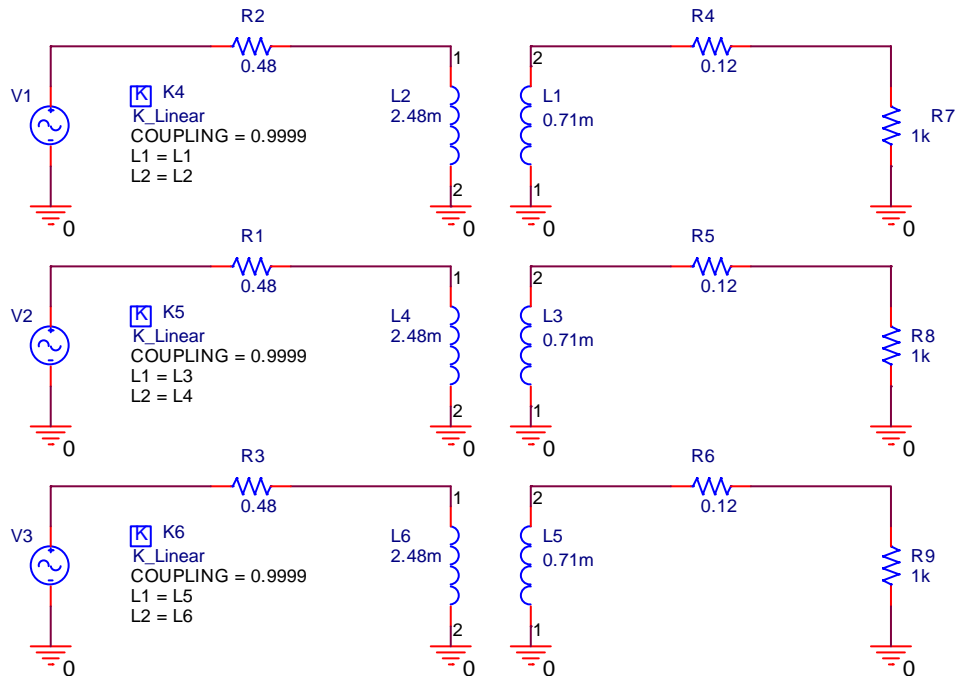 R2
0.48
R4
0.12
V1
K K4
K_Linear
COUPLING = 0.9999
L1 = L1
L2 = L2
1
L2
2.48m
2
2
L1
0.71m
1
R7
1k
0
0
0
0
R1
0.48
R5
0.12
V2
K K5
K_Linear
COUPLING = 0.9999
L1 = L3
L2 = L4
1
L4
2.48m
2
2
L3
0.71m
1
R8
1k
0
0
0
0
R3
0.48
R6
0.12
V3
K K6
K_Linear
COUPLING = 0.9999
L1 = L5
L2 = L6
1
L6
2.48m
2
2
L5
0.71m
1
R9
1k
0
0
0
0